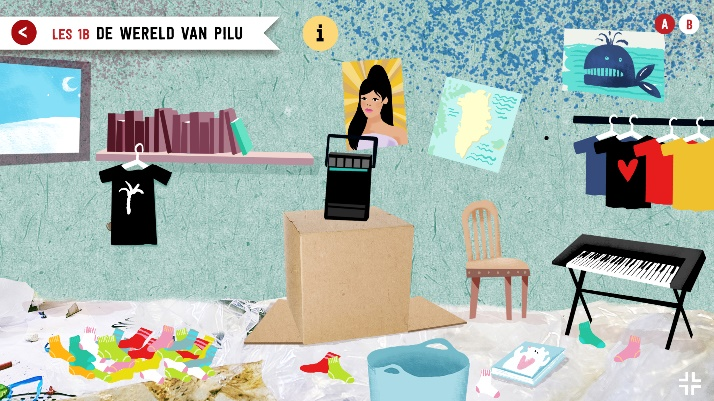 LES 1B DE WERELD VAN PILU
i
A B